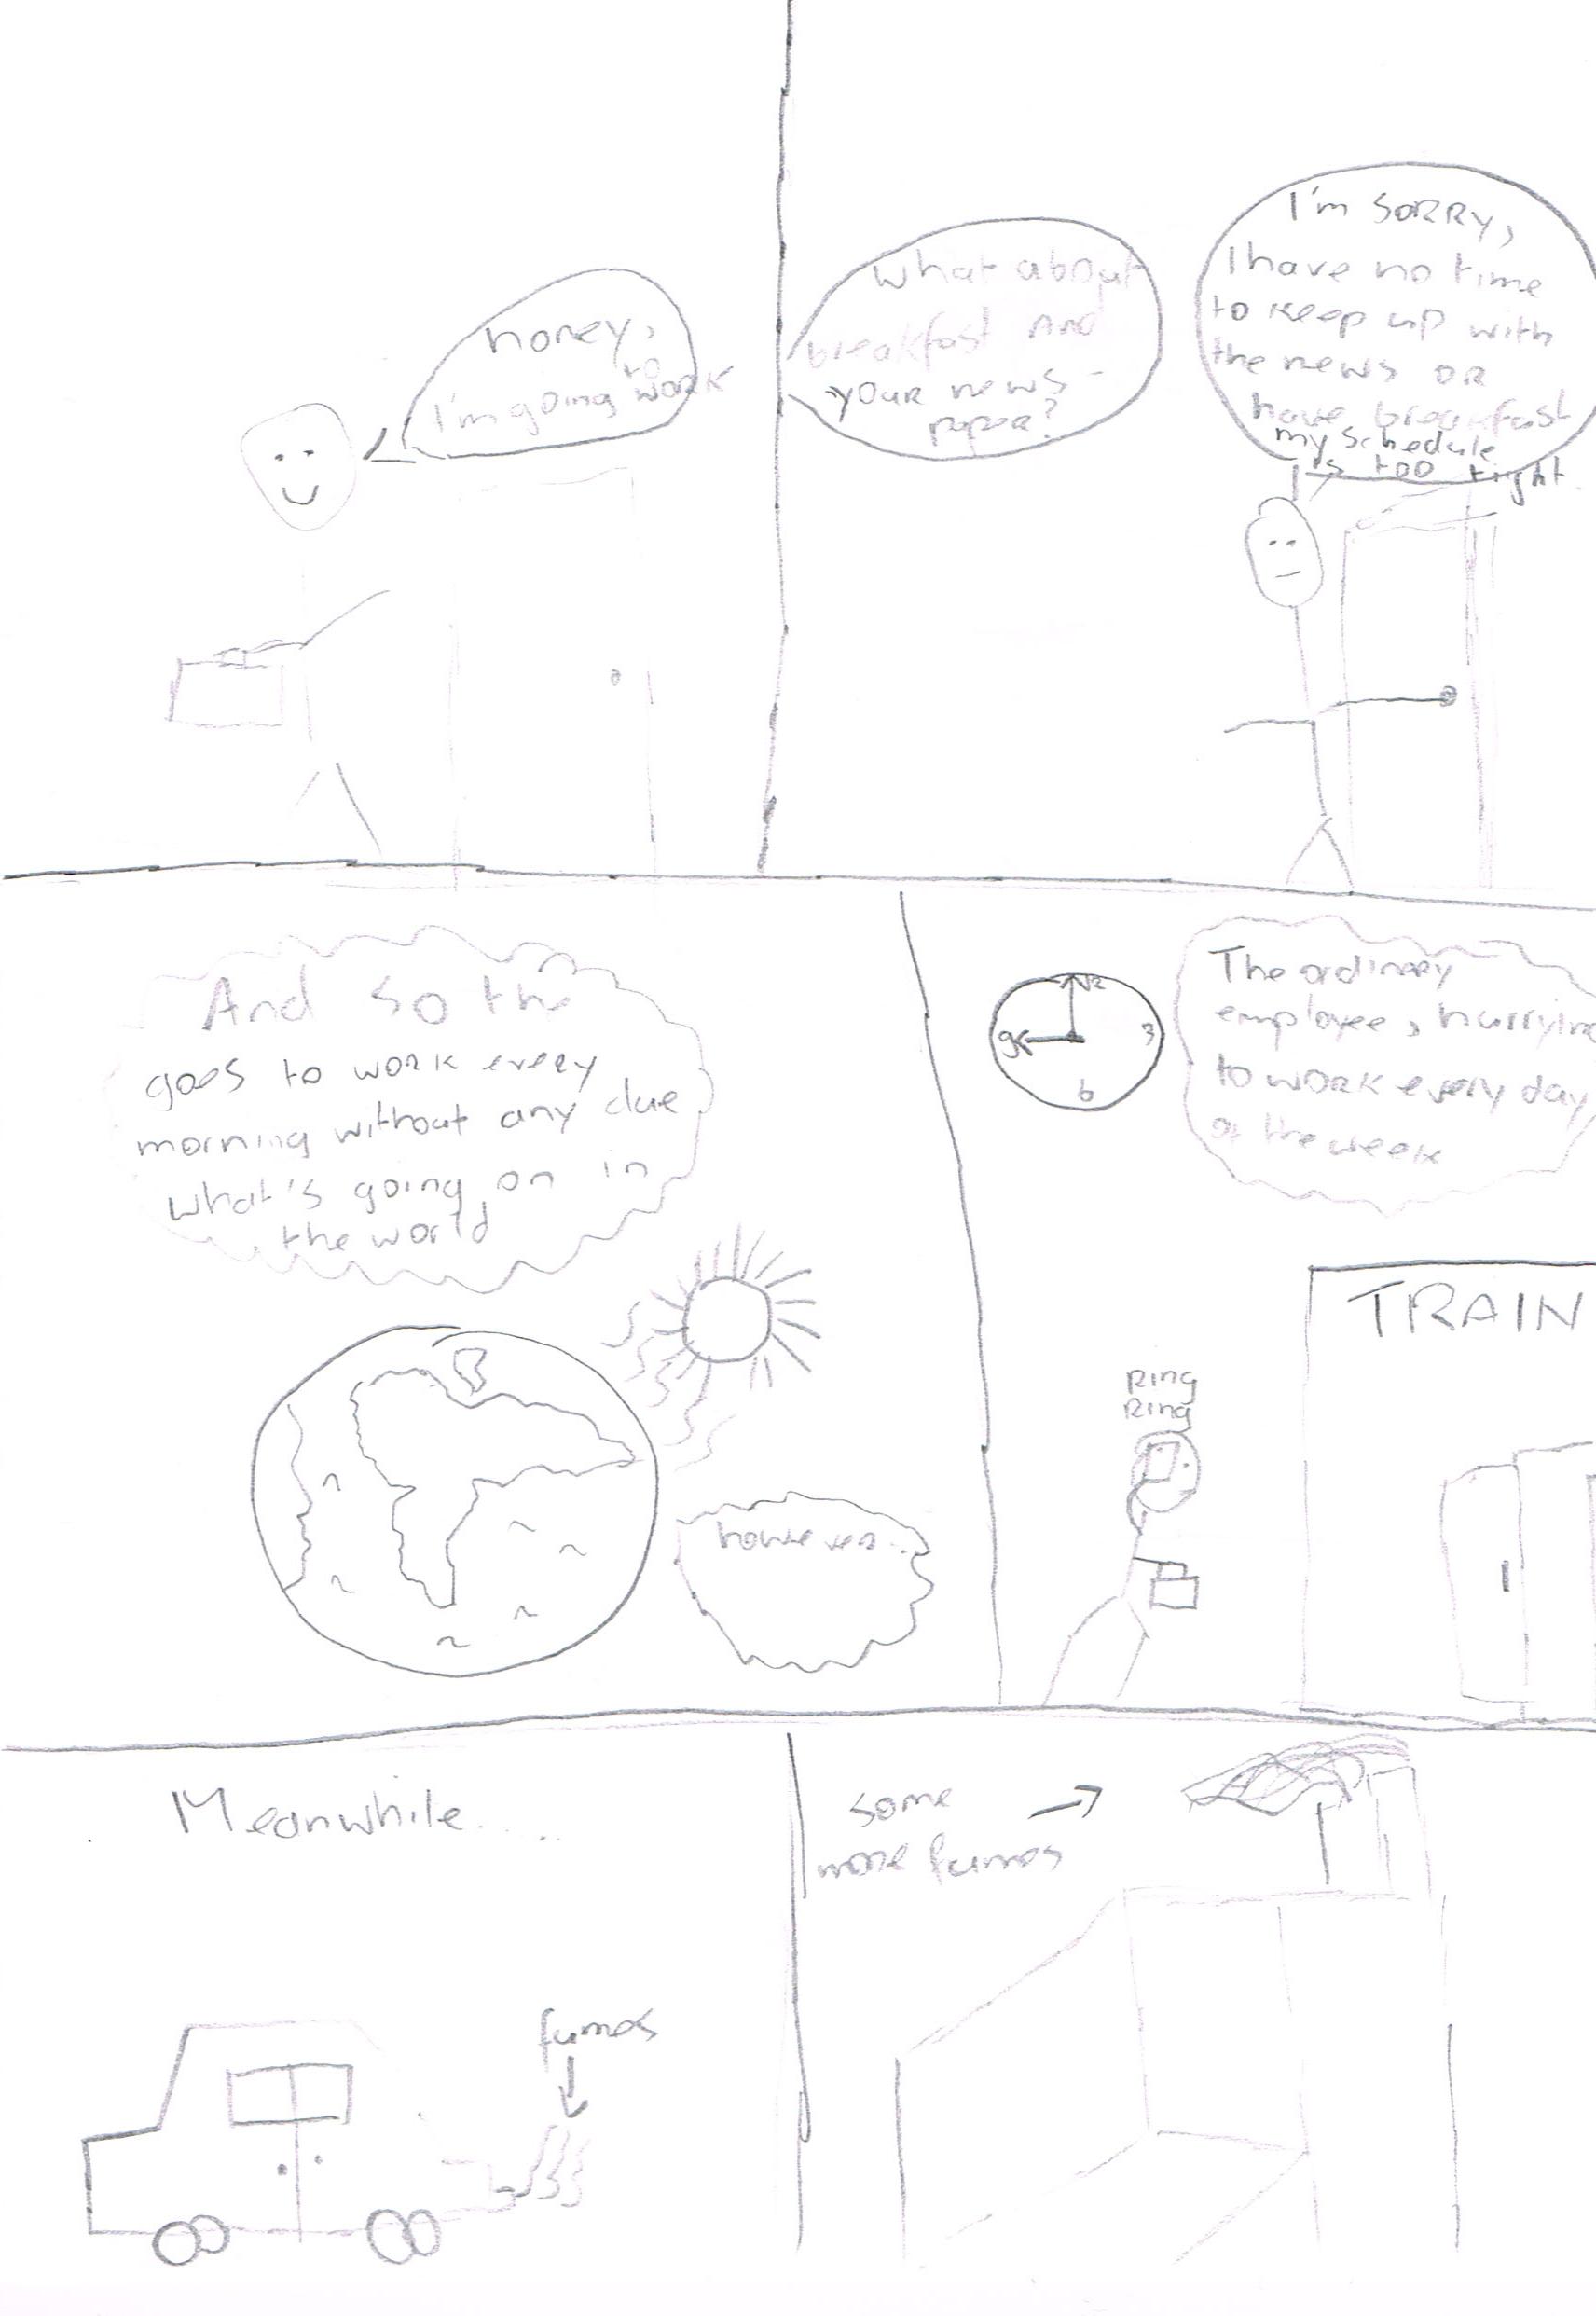 honey,
I'm going to work
What about
breakfast And
your news-
paper?
I'm SORRY,
I have no time
to keep up with
the news OR
have breakfast
my schedule
is too tight.
And so the
goes to work every
morning without any clue
what's going on in
the world
however...
12
9 3
6
The ordinary
employee, hurrying
to work every day
of the week
TRAIN
Ring
Ring
Meanwhile.....
fumes
some
more fumes